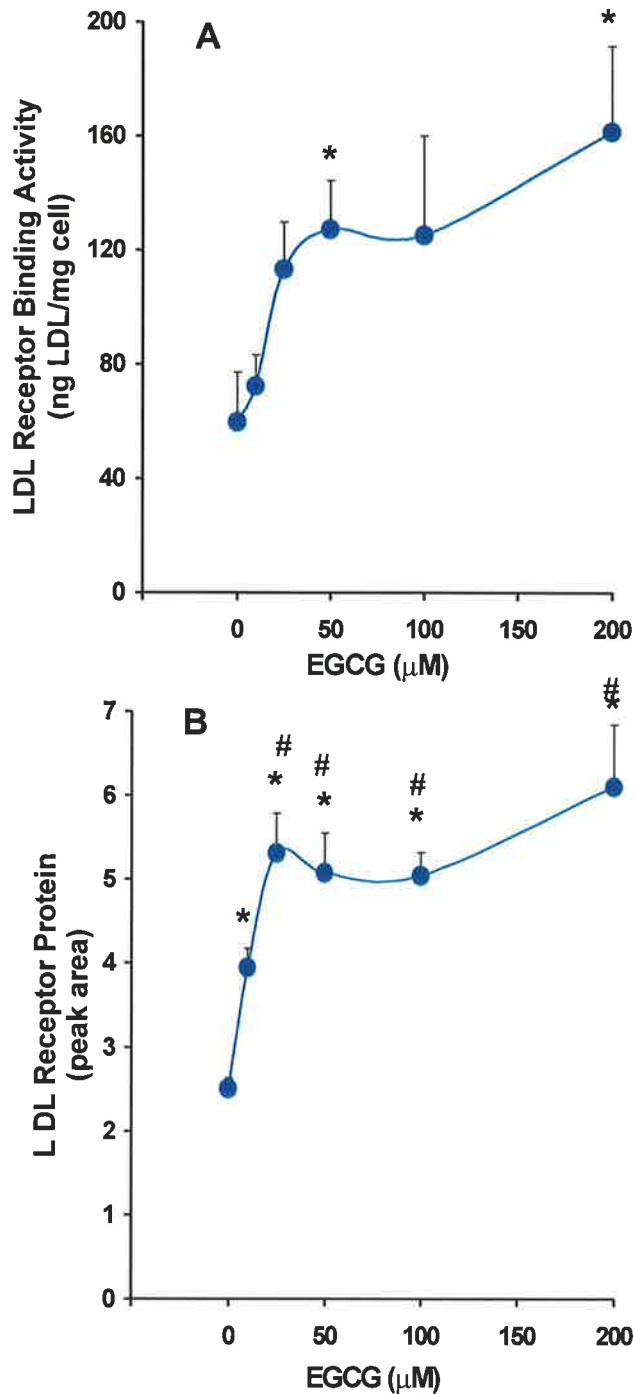 A
200
160
120
80
40
0
LDL Receptor Binding Activity
(ng LDL/mg cell)
*
*
0 50 100 150 200
EGCG (μM)
B
7
6
5
4
3
2
1
0
L DL Receptor Protein
(peak area)
*
#
*
#
*
#
*
#
*
0 50 100 150 200
EGCG (μM)